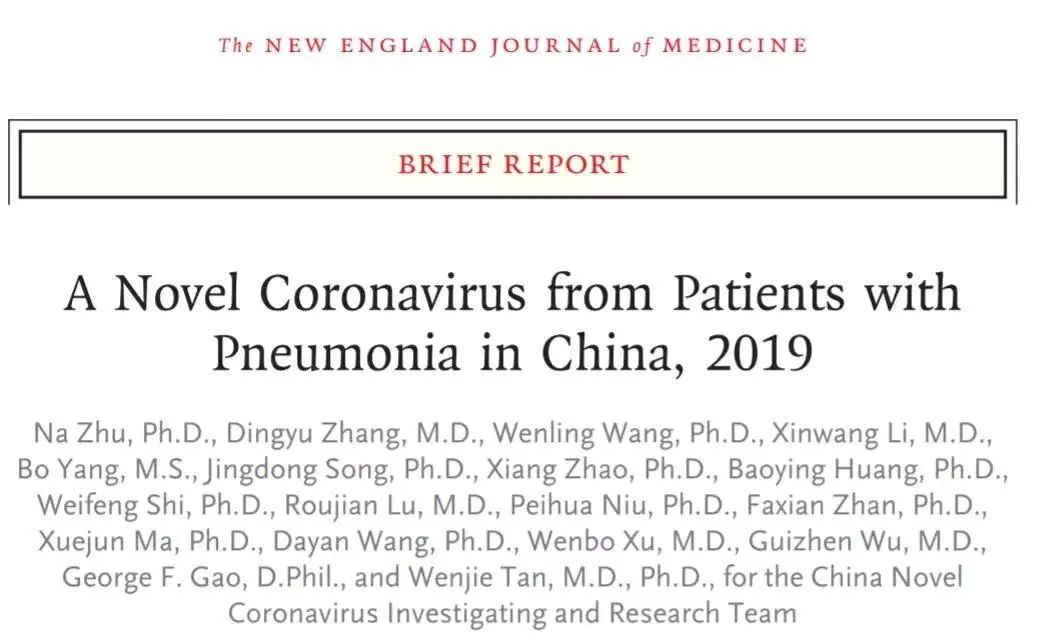 The NEW ENGLAND JOURNAL of MEDICINE
BRIEF REPORT
A Novel Coronavirus from Patients with
Pneumonia in China, 2019
Na Zhu, Ph.D., Dingyu Zhang, M.D., Wenling Wang, Ph.D., Xinwang Li, M.D.,
Bo Yang, M.S., Jingdong Song, Ph.D., Xiang Zhao, Ph.D., Baoying Huang, Ph.D.,
Weifeng Shi, Ph.D., Roujian Lu, M.D., Peihua Niu, Ph.D., Faxian Zhan, Ph.D.,
Xuejun Ma, Ph.D., Dayan Wang, Ph.D., Wenbo Xu, M.D., Guizhen Wu, M.D.,
George F. Gao, D.Phil., and Wenjie Tan, M.D., Ph.D., for the China Novel
Coronavirus Investigating and Research Team